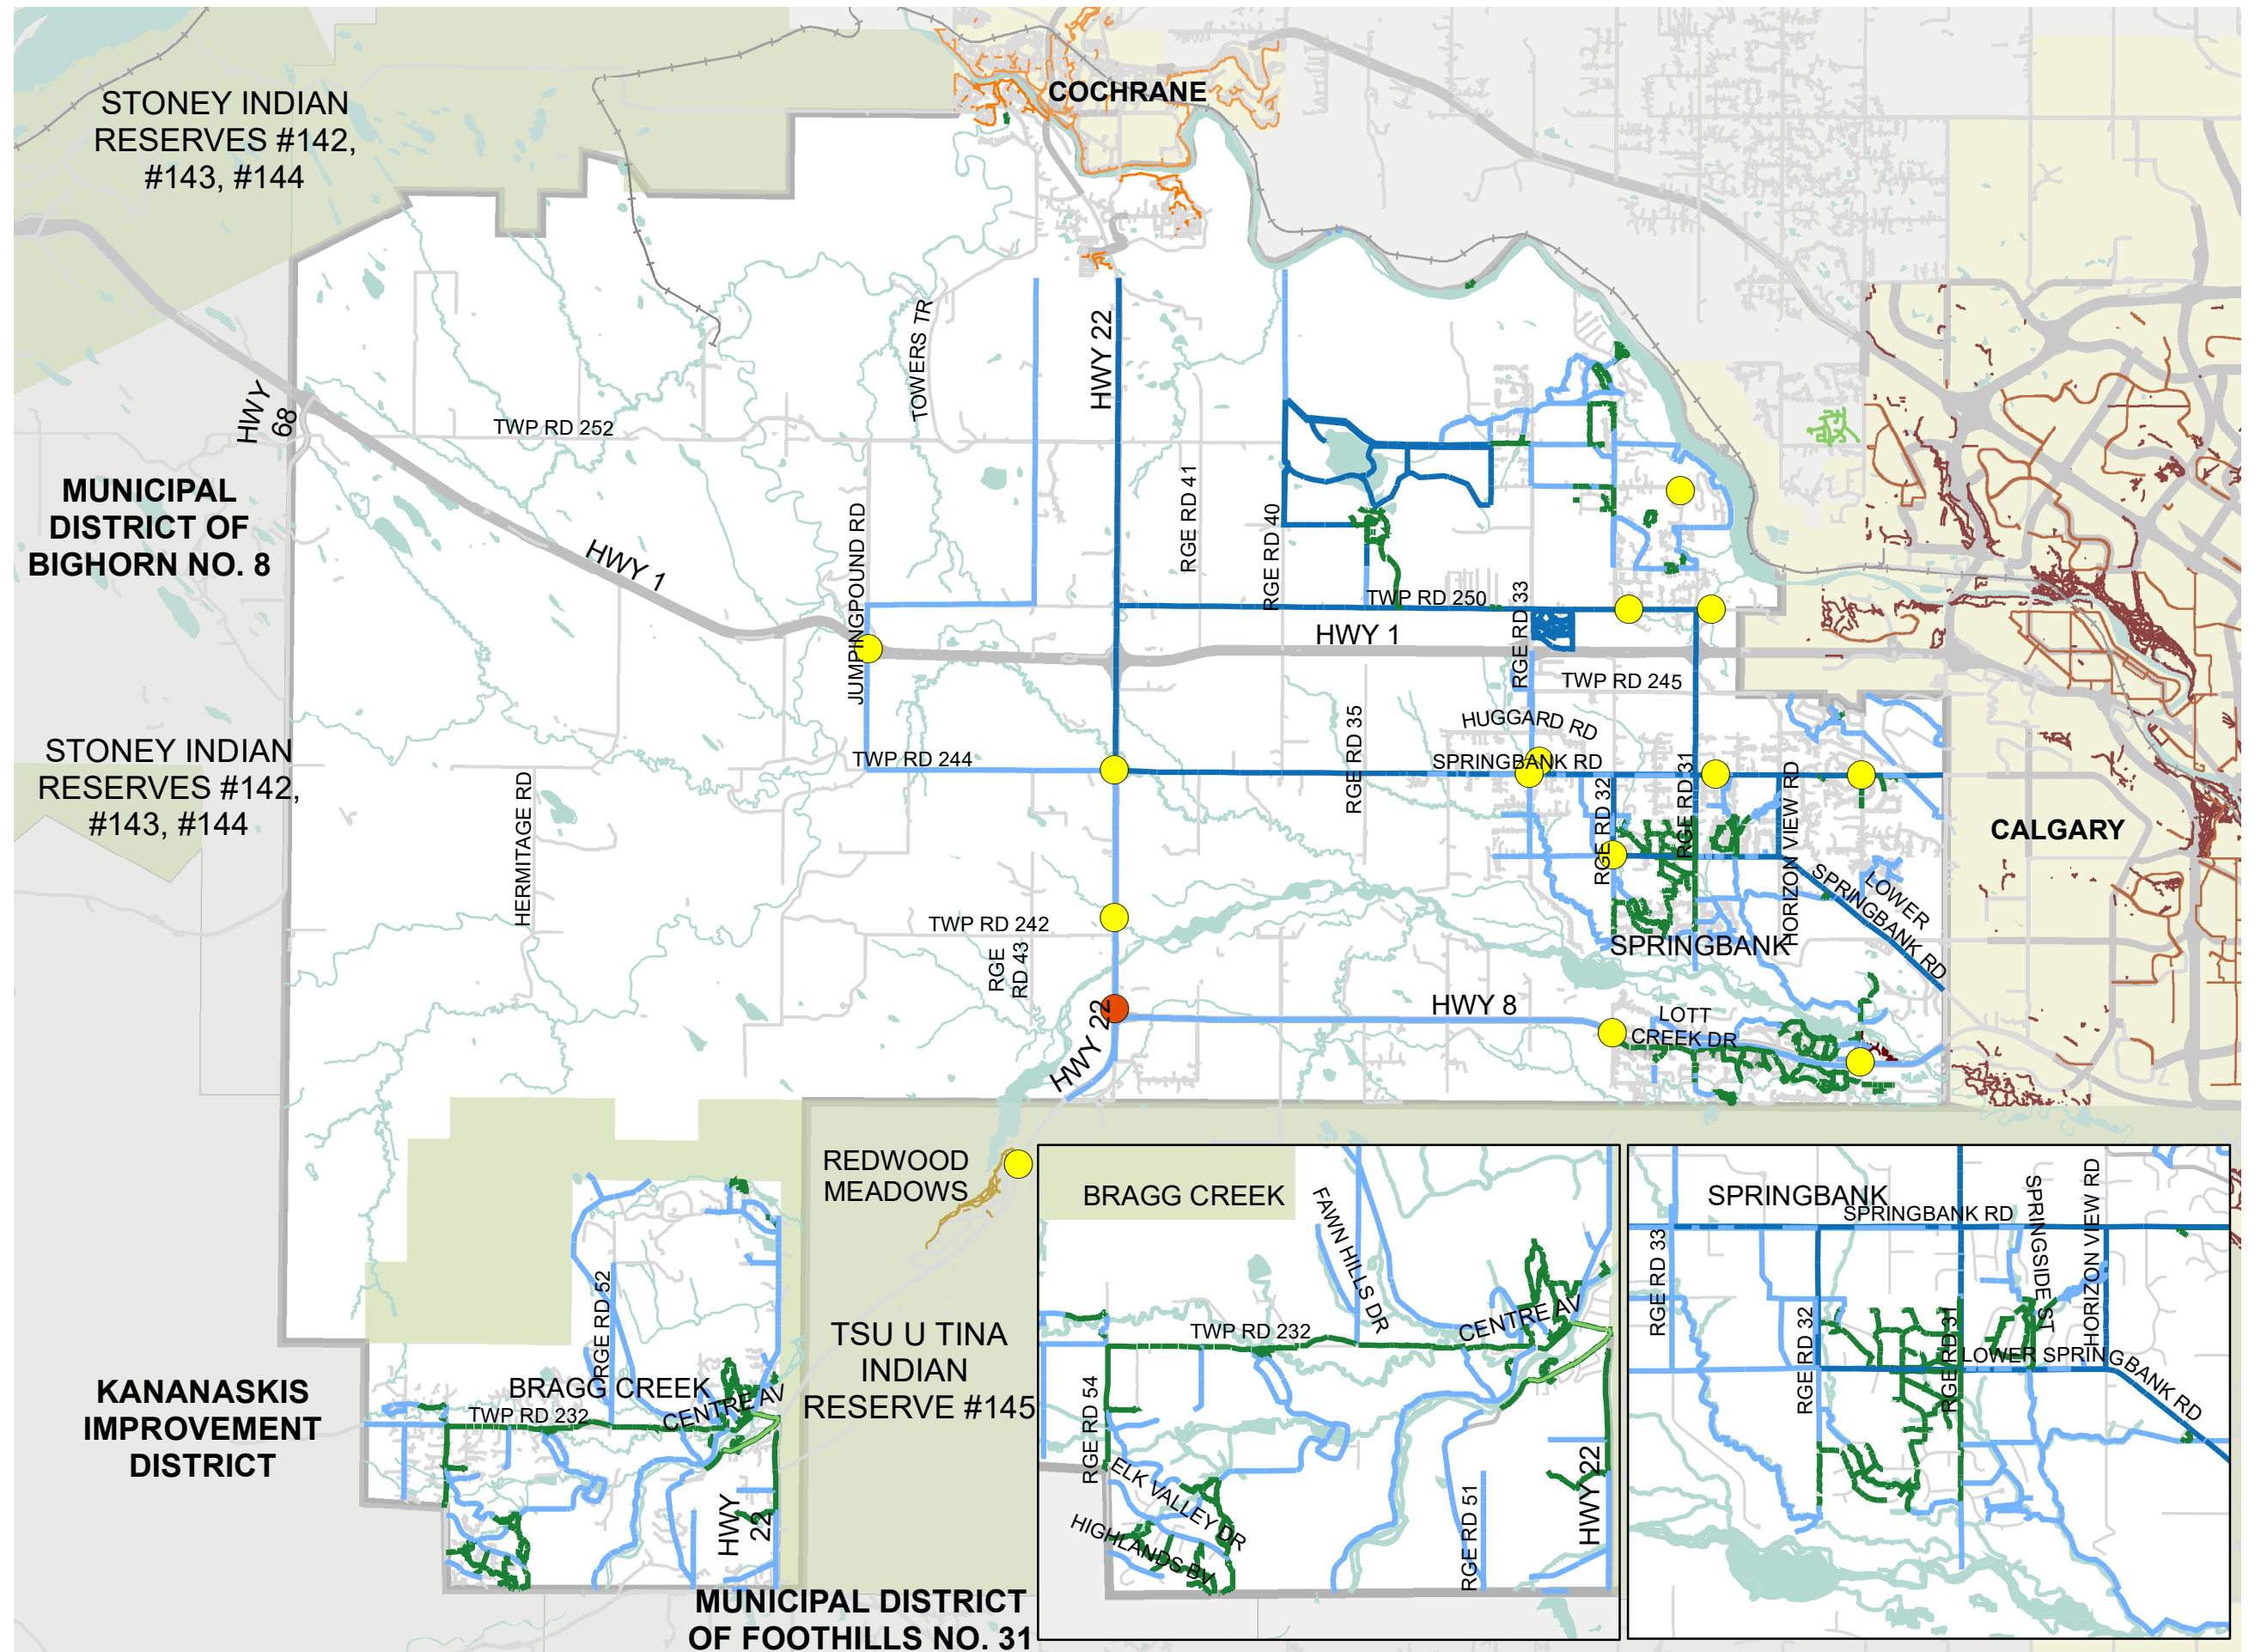 COCHRANE
STONEY INDIAN
RESERVES #142,
#143, #144
HWY
68
TWP RD 252
TOWERS TR
HWY 22
RGE RD 41
RGE RD 40
MUNICIPAL
DISTRICT OF
BIGHORN NO. 8
HWY 1
JUMPINGPOUND RD
TWP RD 250
RGE RD 33
HWY 1
TWP RD 245
HUGGARD RD
SPRINGBANK RD
STONEY INDIAN
RESERVES #142,
#143, #144
TWP RD 244
RGE RD 35
HERMITAGE RD
RGE RD 32
RGE RD 31
HORIZON VIEW RD
CALGARY
LOWER
SPRINGBANK RD
TWP RD 242
RGE
RD 43
SPRINGBANK
HWY 22
HWY 8
LOTT
CREEK DR
REDWOOD
MEADOWS
RGE RD 52
TSU U TINA
INDIAN
RESERVE #145
KANANASKIS
IMPROVEMENT
DISTRICT
BRAGG CREEK
TWP RD 232
CENTRE AV
HWY
22
MUNICIPAL DISTRICT
OF FOOTHILLS NO. 31
BRAGG CREEK
FAWN HILLS DR
TWP RD 232
CENTRE AV
RGE RD 54
ELK VALLEY DR
HIGHLANDS BV
RGE RD 51
HWY 22
SPRINGBANK
SPRINGBANK RD
RGE RD 33
SPRINGSIDE ST
HORIZON VIEW RD
RGE RD 32
RGE RD 31
LOWER SPRINGBANK RD